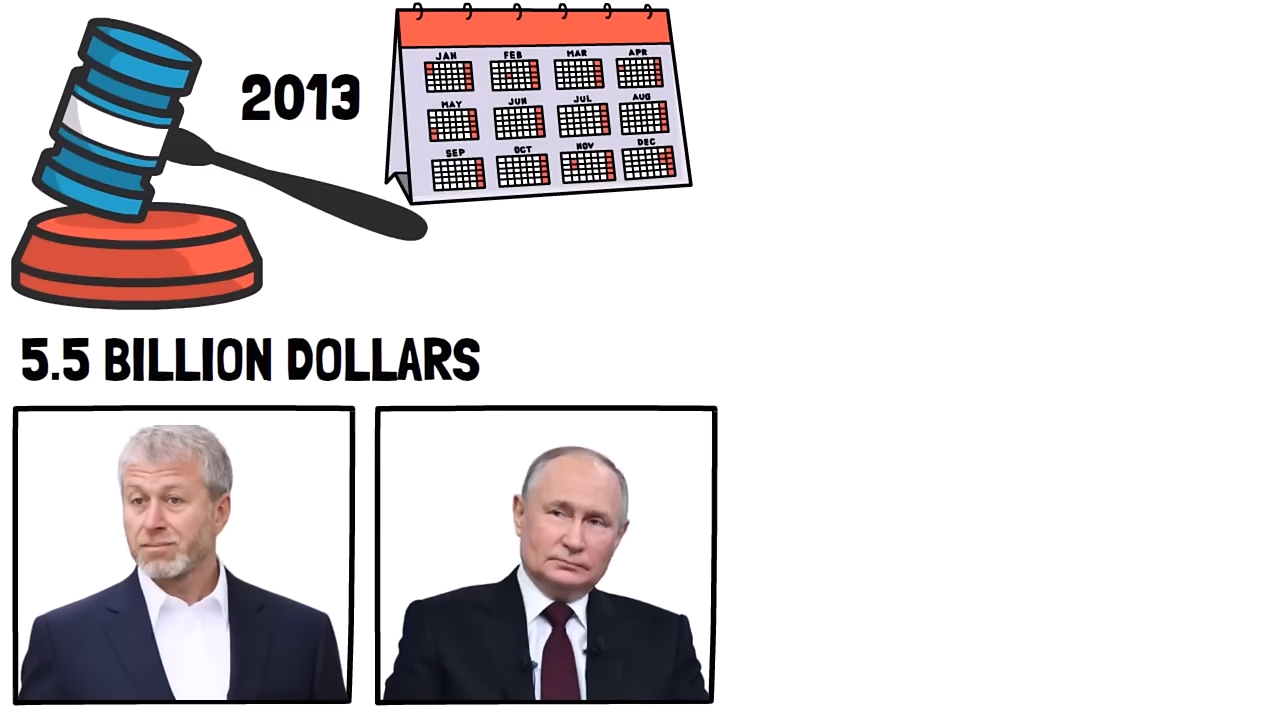 2013
JAN FEB MAR APR
MAY JUN JUL AUG
SEP OCT NOV DEC
5.5 BILLION DOLLARS